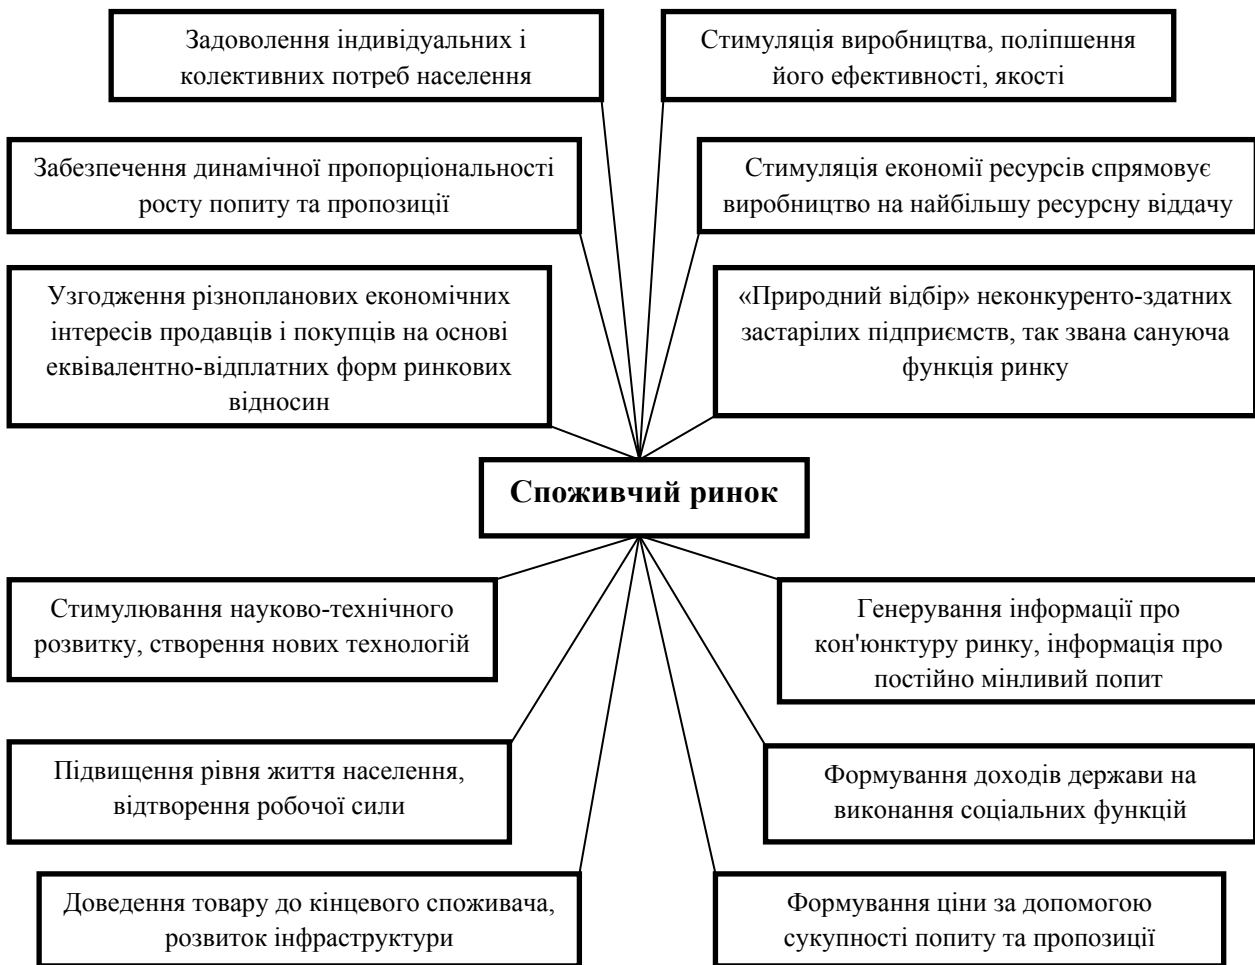 Задоволення індивідуальних і
колективних потреб населення
Стимуляція виробництва, поліпшення
його ефективності, якості
Забезпечення динамічної пропорціональності
росту попиту та пропозиції
Стимуляція економії ресурсів спрямовує
виробництво на найбільшу ресурсну віддачу
Узгодження різнопланових економічних
інтересів продавців і покупців на основі
еквівалентно-відплатних форм ринкових
відносин
«Природний відбір» неконкуренто-здатних
застарілих підприємств, так звана сануюча
функція ринку
Споживчий ринок
Стимулювання науково-технічного
розвитку, створення нових технологій
Генерування інформації про
кон'юнктуру ринку, інформація про
постійно мінливий попит
Підвищення рівня життя населення,
відтворення робочої сили
Формування доходів держави на
виконання соціальних функцій
Доведення товару до кінцевого споживача,
розвиток інфраструктури
Формування ціни за допомогою
сукупності попиту та пропозиції